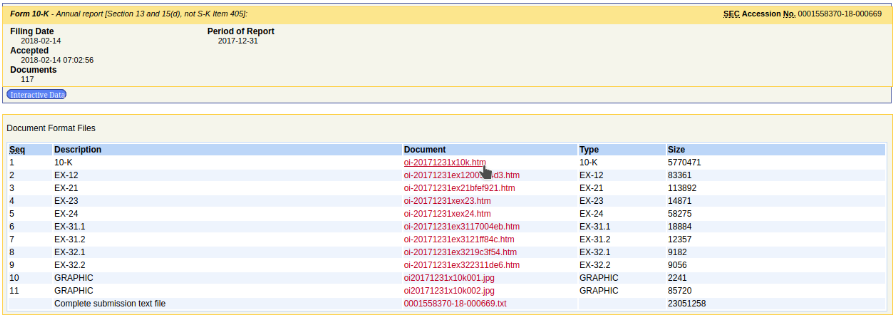 Form 10-K - Annual report [Section 13 and 15(d), not S-K Item 405]: SEC Accession No. 0001558370-18-000669
Filing Date Period of Report
2018-02-14 2017-12-31
Accepted
2018-02-14 07:02:56
Documents
117
Interactive Data
Document Format Files
Seq Description Document Type Size
1 10-K oi-20171231x10k.htm 10-K 5770471
2 EX-12 EX-12 83361
3 EX-21 oi-20171231ex21bfef921.htm EX-21 113892
4 EX-23 oi-20171231xex23.htm EX-23 14871
5 EX-24 oi-20171231xex24.htm EX-24 58275
6 EX-31.1 oi-20171231ex3117004eb.htm EX-31.1 18884
7 EX-31.2 oi-20171231ex3121ff84c.htm EX-31.2 12357
8 EX-32.1 oi-20171231ex3219c3f54.htm EX-32.1 9182
9 EX-32.2 oi-20171231ex322311de6.htm EX-32.2 9056
10 GRAPHIC oi20171231x10k001.jpg GRAPHIC 2241
11 GRAPHIC oi20171231x10k002.jpg GRAPHIC 85720
Complete submission text file 0001558370-18-000669.txt 23051258